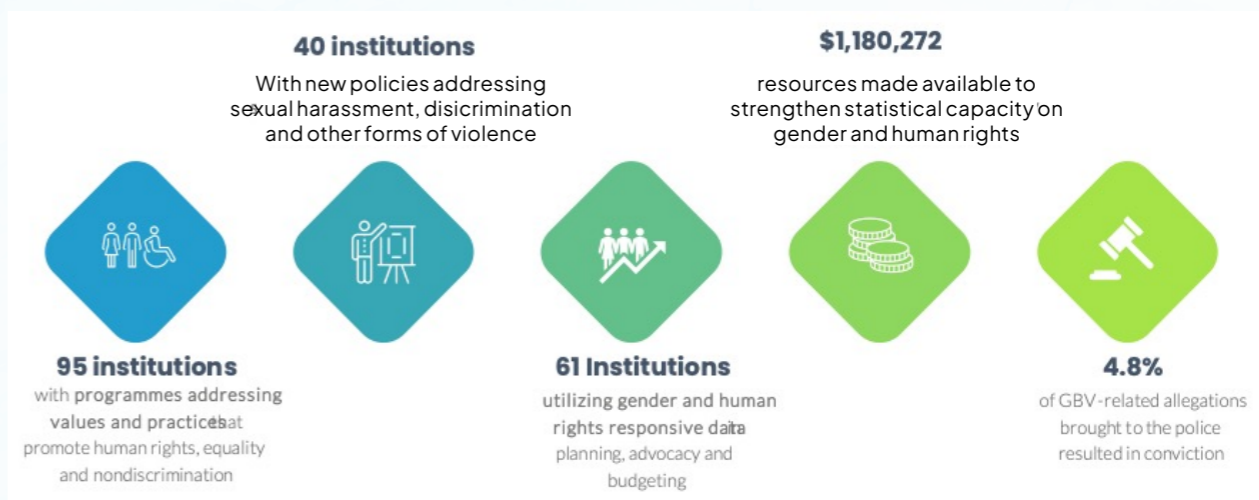 40 institutions
With new policies addressing
sexual harassment, disicrimination
and other forms of violence
$1,180,272
resources made available to
strengthen statistical capacity on
gender and human rights
95 institutions
with programmes addressing
values and practices that
promote human rights, equality
and nondiscrimination
61 Institutions
utilizing gender and human
rights responsive data
planning, advocacy and
budgeting
4.8%
of GBV-related allegations
brought to the police
resulted in conviction